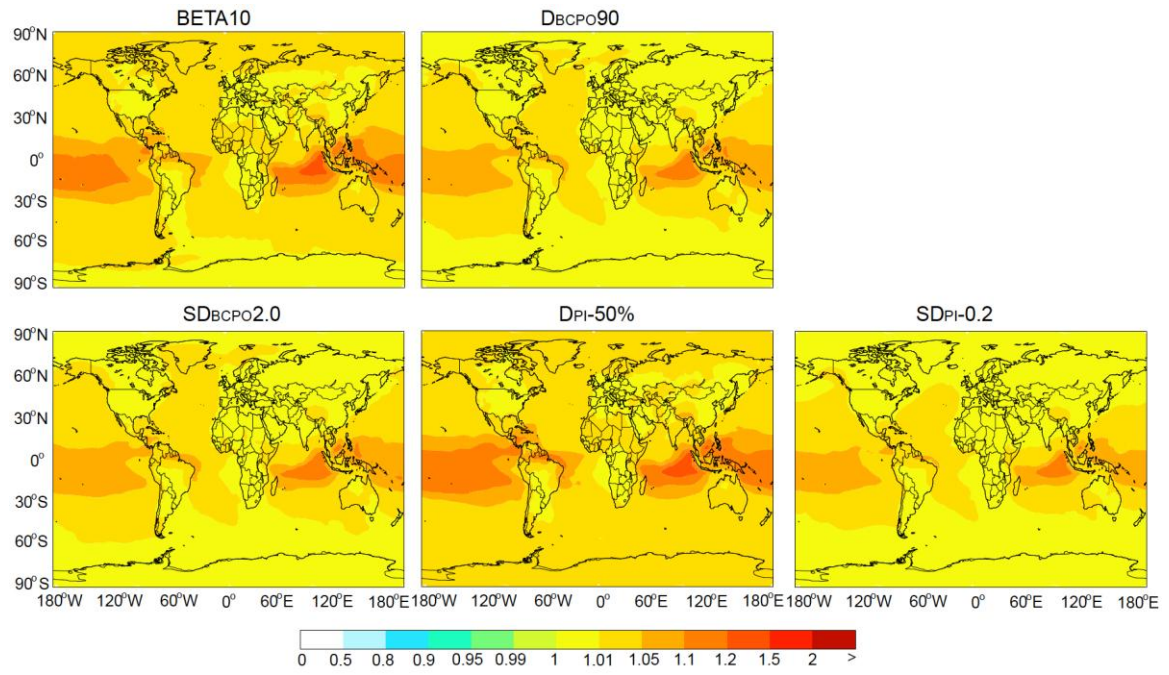 BETA10 DBCPO90
90°N
60°N
30°N
0°
30°S
60°S
90°S
SDBCPO2.0 DPI-50% SDPI-0.2
90°N
60°N
30°N
0°
30°S
60°S
90°S
180°W 120°W 60°W 0° 60°E 120°E 180°E 180°W 120°W 60°W 0° 60°E 120°E 180°E 180°W 120°W 60°W 0° 60°E 120°E 180°E
0 0.5 0.8 0.9 0.95 0.99 1 1.01 1.05 1.1 1.2 1.5 2 >